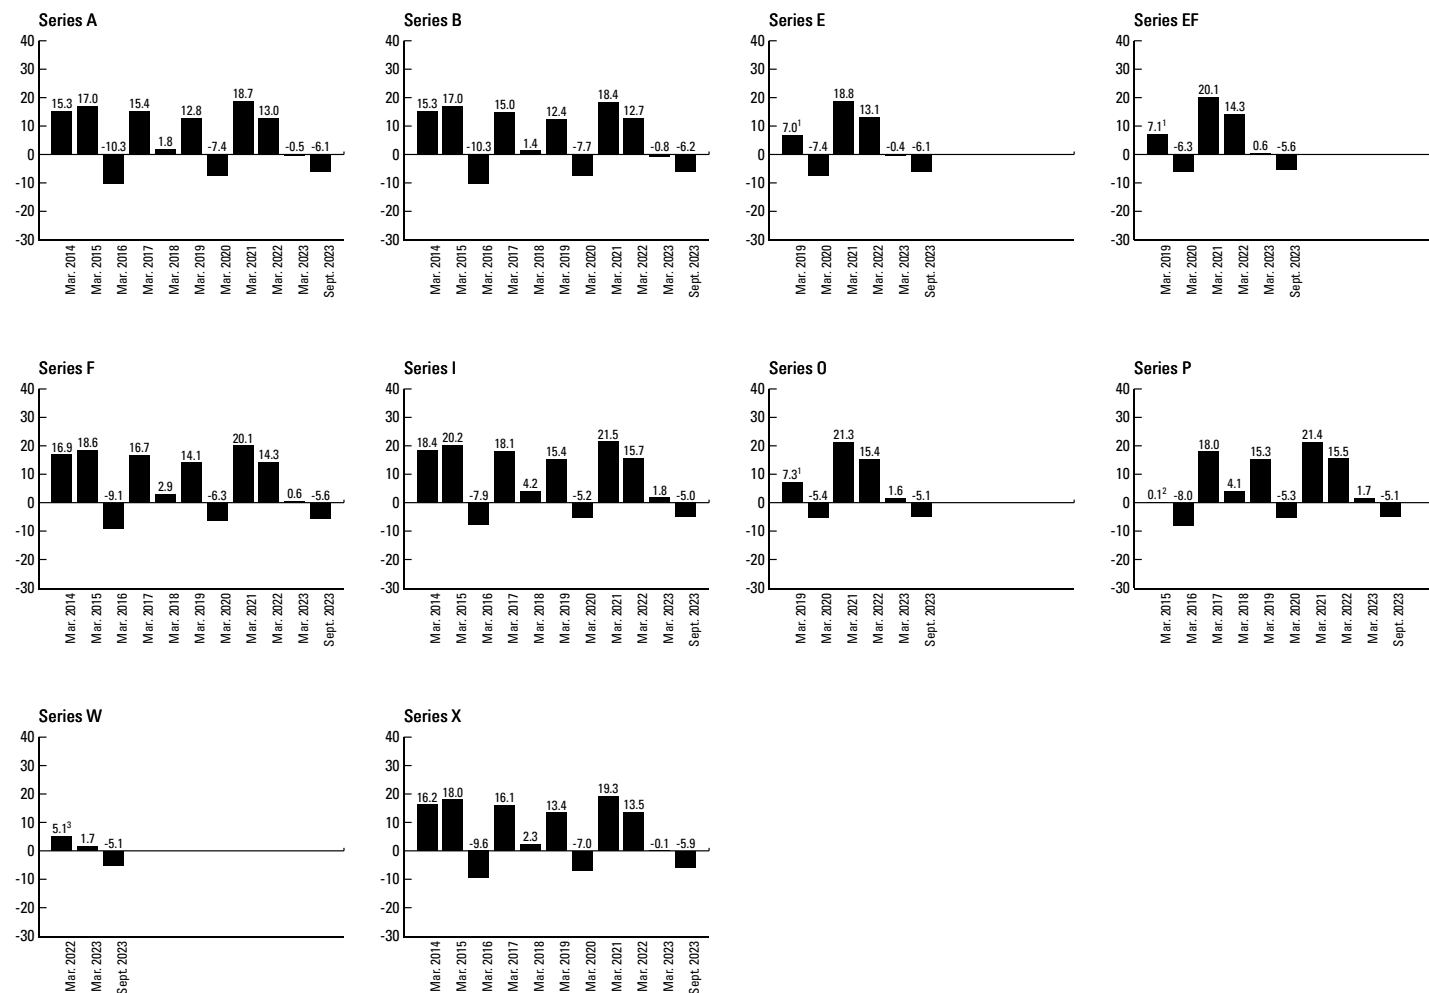 Series A
40
30
20
10
0
-10
-20
-30
15.3 17.0 -10.3 15.4 1.8 12.8 -7.4 18.7 13.0 -0.5 -6.1
Mar. 2014 Mar. 2015 Mar. 2016 Mar. 2017 Mar. 2018 Mar. 2019 Mar. 2020 Mar. 2021 Mar. 2022 Mar. 2023 Sept. 2023
Series B
40
30
20
10
0
-10
-20
-30
15.3 17.0 -10.3 15.0 1.4 12.4 -7.7 18.4 12.7 -0.8 -6.2
Mar. 2014 Mar. 2015 Mar. 2016 Mar. 2017 Mar. 2018 Mar. 2019 Mar. 2020 Mar. 2021 Mar. 2022 Mar. 2023 Sept. 2023
Series E
40
30
20
10
0
-10
-20
-30
7.0¹ -7.4 18.8 13.1 -0.4 -6.1
Mar. 2019 Mar. 2020 Mar. 2021 Mar. 2022 Mar. 2023 Sept. 2023
Series EF
40
30
20
10
0
-10
-20
-30
7.1¹ -6.3 20.1 14.3 0.6 -5.6
Mar. 2019 Mar. 2020 Mar. 2021 Mar. 2022 Mar. 2023 Sept. 2023
Series F
40
30
20
10
0
-10
-20
-30
16.9 18.6 -9.1 16.7 2.9 14.1 -6.3 20.1 14.3 0.6 -5.6
Mar. 2014 Mar. 2015 Mar. 2016 Mar. 2017 Mar. 2018 Mar. 2019 Mar. 2020 Mar. 2021 Mar. 2022 Mar. 2023 Sept. 2023
Series I
40
30
20
10
0
-10
-20
-30
18.4 20.2 -7.9 18.1 4.2 15.4 -5.2 21.5 15.7 1.8 -5.0
Mar. 2014 Mar. 2015 Mar. 2016 Mar. 2017 Mar. 2018 Mar. 2019 Mar. 2020 Mar. 2021 Mar. 2022 Mar. 2023 Sept. 2023
Series O
40
30
20
10
0
-10
-20
-30
7.3¹ -5.4 21.3 15.4 1.6 -5.1
Mar. 2019 Mar. 2020 Mar. 2021 Mar. 2022 Mar. 2023 Sept. 2023
Series P
40
30
20
10
0
-10
-20
-30
0.1² -8.0 18.0 4.1 15.3 -5.3 21.4 15.5 1.7 -5.1
Mar. 2015 Mar. 2016 Mar. 2017 Mar. 2018 Mar. 2019 Mar. 2020 Mar. 2021 Mar. 2022 Mar. 2023 Sept. 2023
Series W
40
30
20
10
0
-10
-20
-30
5.1³ 1.7 -5.1
Mar. 2022 Mar. 2023 Sept. 2023
Series X
40
30
20
10
0
-10
-20
-30
16.2 18.0 -9.6 16.1 2.3 13.4 -7.0 19.3 13.5 -0.1 -5.9
Mar. 2014 Mar. 2015 Mar. 2016 Mar. 2017 Mar. 2018 Mar. 2019 Mar. 2020 Mar. 2021 Mar. 2022 Mar. 2023 Sept. 2023